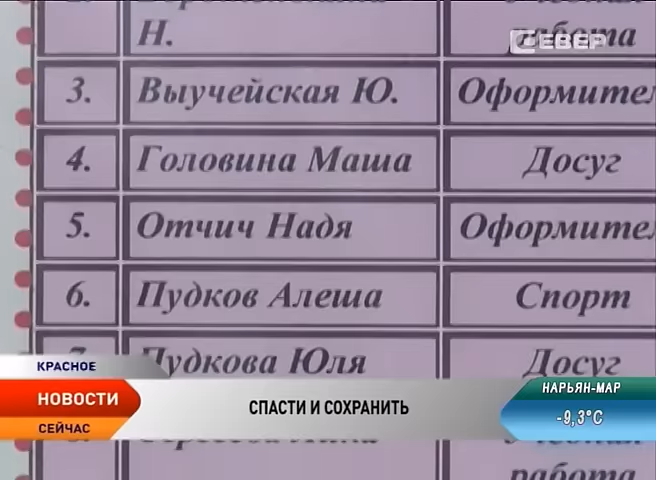 Н.
работа
СЕВЕР
3. Выучейская Ю. Оформител
4. Головина Маша Досуг
5. Отчич Надя Оформител
6. Пудков Алеша Спорт
Пудкова Юля Досуг
КРАСНОЕ
НОВОСТИ
СЕЙЧАС
СПАСТИ И СОХРАНИТЬ
НАРЬЯН-МАР
-9,3°C
работа